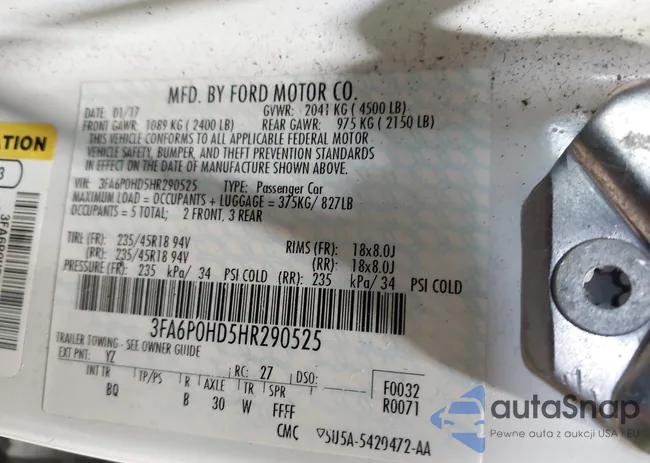 MFD. BY FORD MOTOR CO.
DATE: 01/17 GVWR: 2041 KG ( 4500 LB)
FRONT GAWR: 1089 KG ( 2400 LB) REAR GAWR: 975 KG ( 2150 LB)
THIS VEHICLE CONFORMS TO ALL APPLICABLE FEDERAL MOTOR
VEHICLE SAFETY, BUMPER, AND THEFT PREVENTION STANDARDS
IN EFFECT ON THE DATE OF MANUFACTURE SHOWN ABOVE.
VIN: 3FA6P0HD5HR290525 TYPE: Passenger Car
MAXIMUM LOAD = OCCUPANTS + LUGGAGE = 375KG/ 827LB
OCCUPANTS = 5 TOTAL; 2 FRONT, 3 REAR
TIRE (FR): 235/45R18 94V RIMS (FR): 18x8.0J
(RR): 235/45R18 94V (RR): 18x8.0J
PRESSURE (FR): 235 kPa/ 34 PSI COLD (RR): 235 kPa/ 34 PSI COLD
3FA6P0HD5HR290525
TRAILER TOWING - SEE OWNER GUIDE
EXT PNT: YZ RC: 27 DSO:
INT TR TP/PS R AXLE TR SPR F0032
BQ B 30 W FFFF R0071
CMC 5U5A-5429472-AA
autoSnap
Pewne auta z aukcji USA i EU